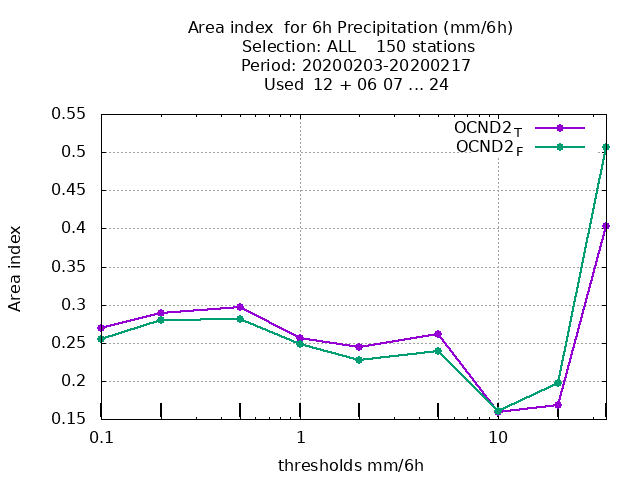 Area index  for 6h Precipitation (mm/6h)
Selection: ALL    150 stations
Period: 20200203-20200217
Used  12 + 06 07 ... 24
OCND2T
OCND2F
0.55
0.5
0.45
0.4
0.35
0.3
0.25
0.2
0.15
Area index
0.1
1
10
thresholds mm/6h